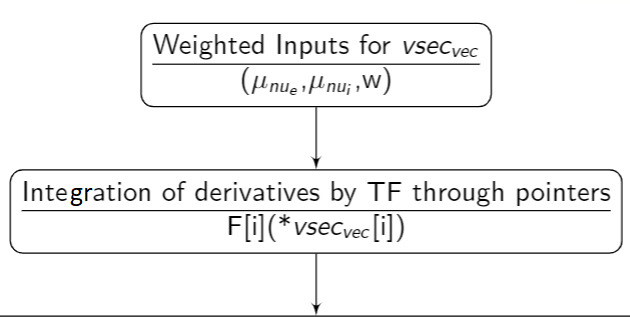 Weighted Inputs for vsec_vec
(μ_nu_e,μ_nu_i,w)
Integration of derivatives by TF through pointers
F[i](*vsec_vec[i])